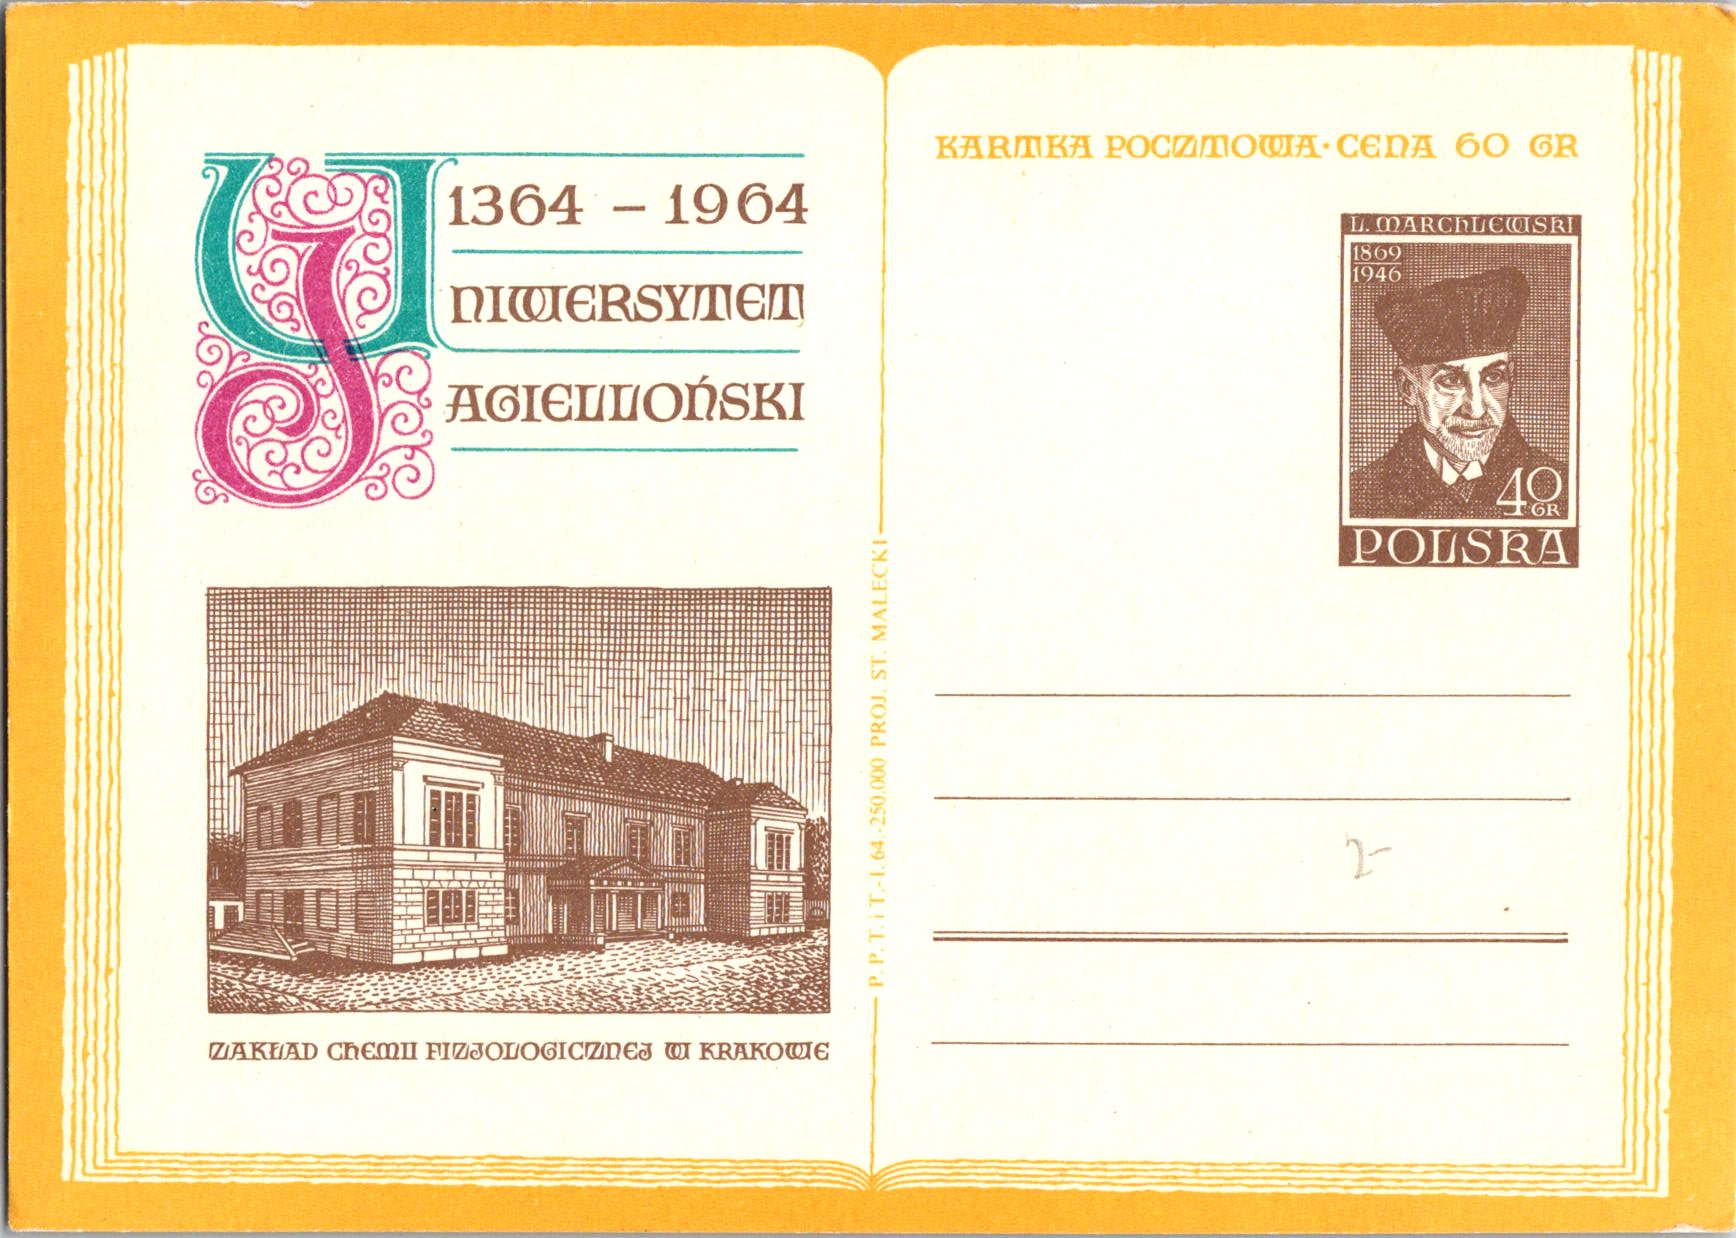 1364 – 1964
UNIWERSYTET
JAGIELLOŃSKI
ZAKŁAD CHEMII FIZJOLOGICZNEJ W KRAKOWIE
P. P. T. i T. - I. 64. - 250.000 PROJ. ST. MAŁECKI
KARTKA POCZTOWA · CENA 60 GR
L. MARCHLEWSKI
1869
1946
40
GR
POLSKA
2-